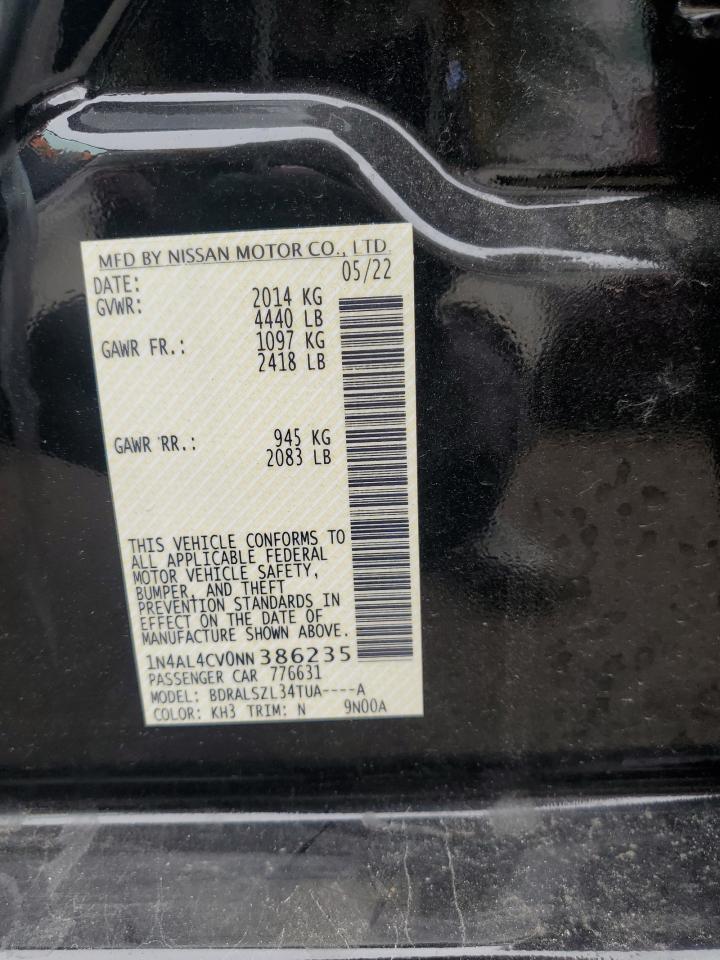 MFD BY NISSAN MOTOR CO., LTD
DATE: 05/22
GVWR: 2014 KG
4440 LB
GAWR FR.: 1097 KG
2418 LB
GAWR RR.: 945 KG
2083 LB
THIS VEHICLE CONFORMS TO
ALL APPLICABLE FEDERAL
MOTOR VEHICLE SAFETY,
BUMPER, AND THEFT
PREVENTION STANDARDS IN
EFFECT ON THE DATE OF
MANUFACTURE SHOWN ABOVE.
1N4AL4CV0NN386235
PASSENGER CAR 776631
MODEL: BDRALSZL34TUA----A
COLOR: KH3 TRIM: N 9N00A